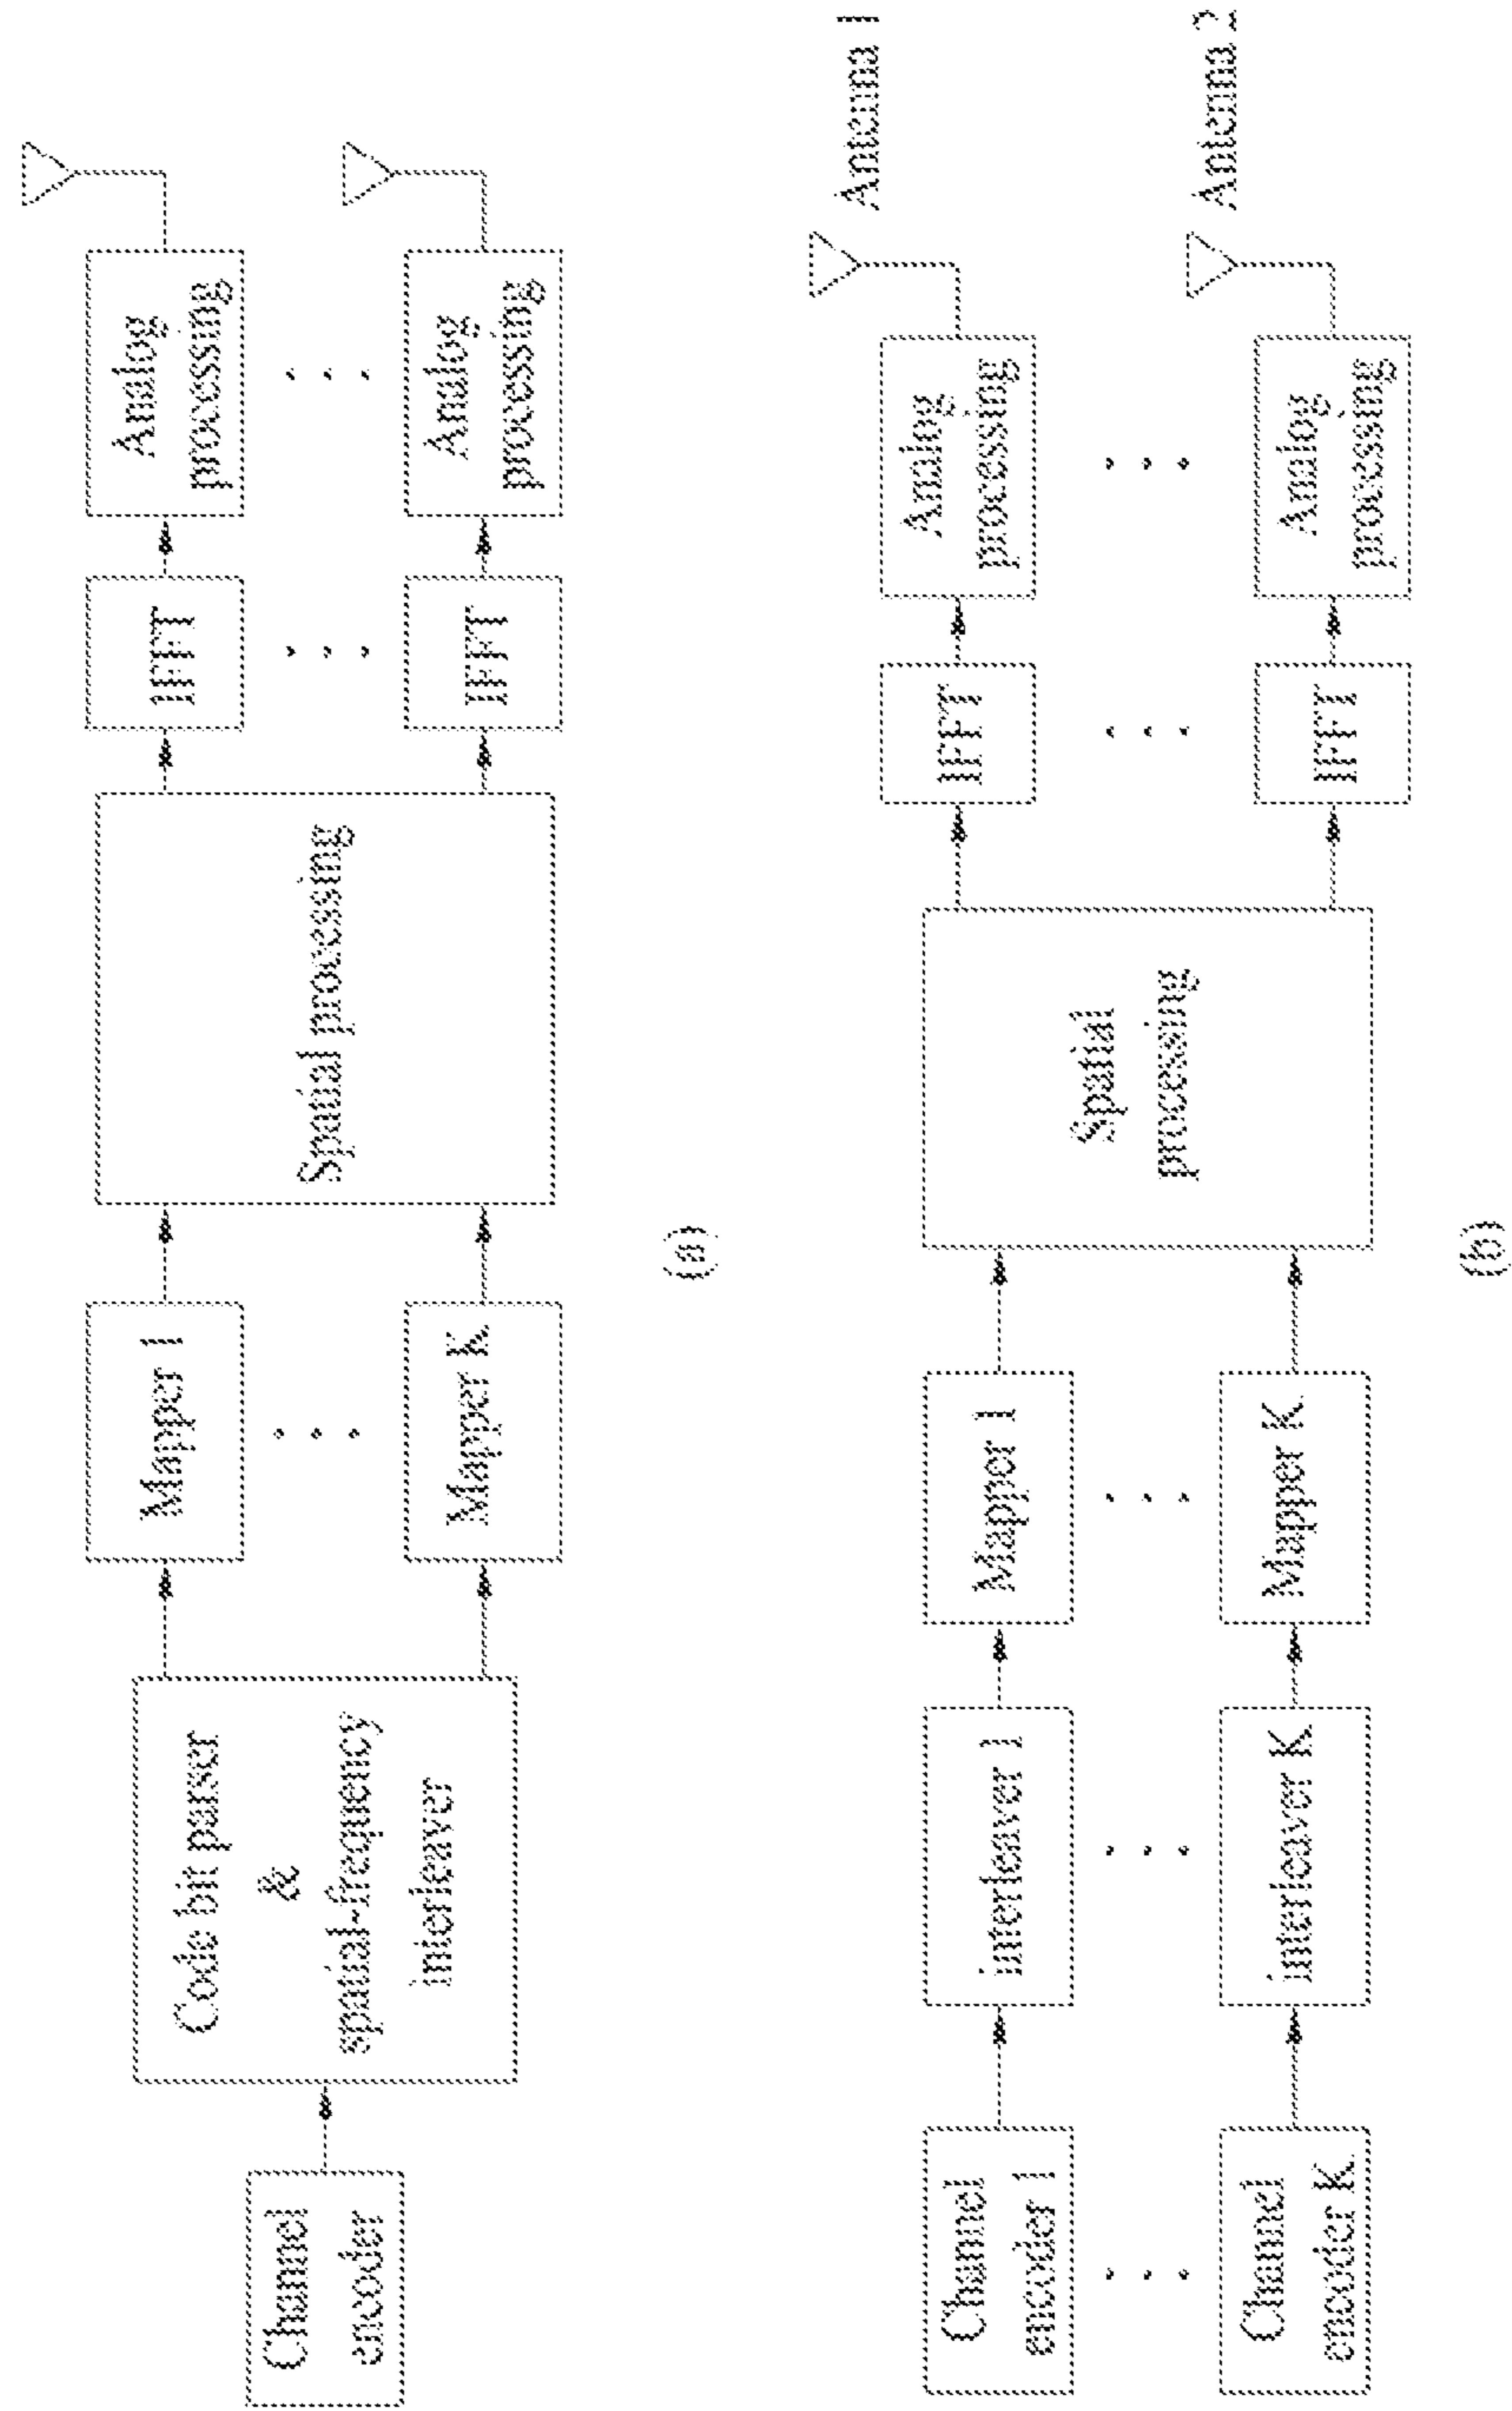 Channel
encoder
Code bit parser
&
spatial-frequency
interleaver
Mapper 1
Mapper K
Spatial processing
IFFT
IFFT
Analog
processing
Analog
processing
(a)
Channel
encoder 1
Channel
encoder K
interleaver 1
interleaver K
Mapper 1
Mapper K
Spatial
processing
IFFT
IFFT
Analog
processing
Analog
processing
Antenna 1
Antenna 2
(b)